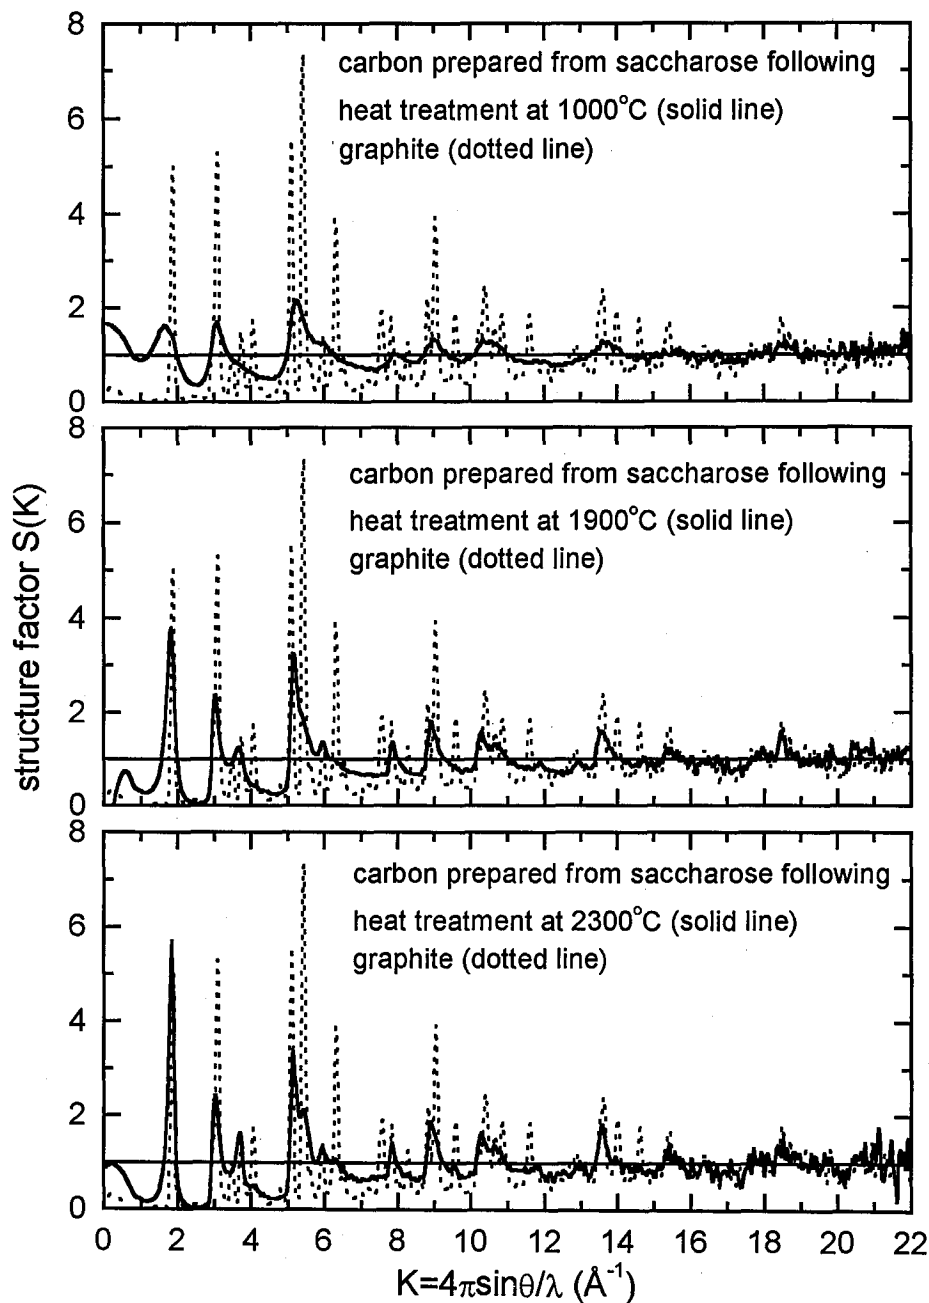 8
carbon prepared from saccharose following
heat treatment at 1000°C (solid line)
graphite (dotted line)
6
4
2
0
8
carbon prepared from saccharose following
heat treatment at 1900°C (solid line)
graphite (dotted line)
6
4
2
0
structure factor S(K)
8
carbon prepared from saccharose following
heat treatment at 2300°C (solid line)
graphite (dotted line)
6
4
2
0
0 2 4 6 8 10 12 14 16 18 20 22
K=4πsinθ/λ (Å⁻¹)